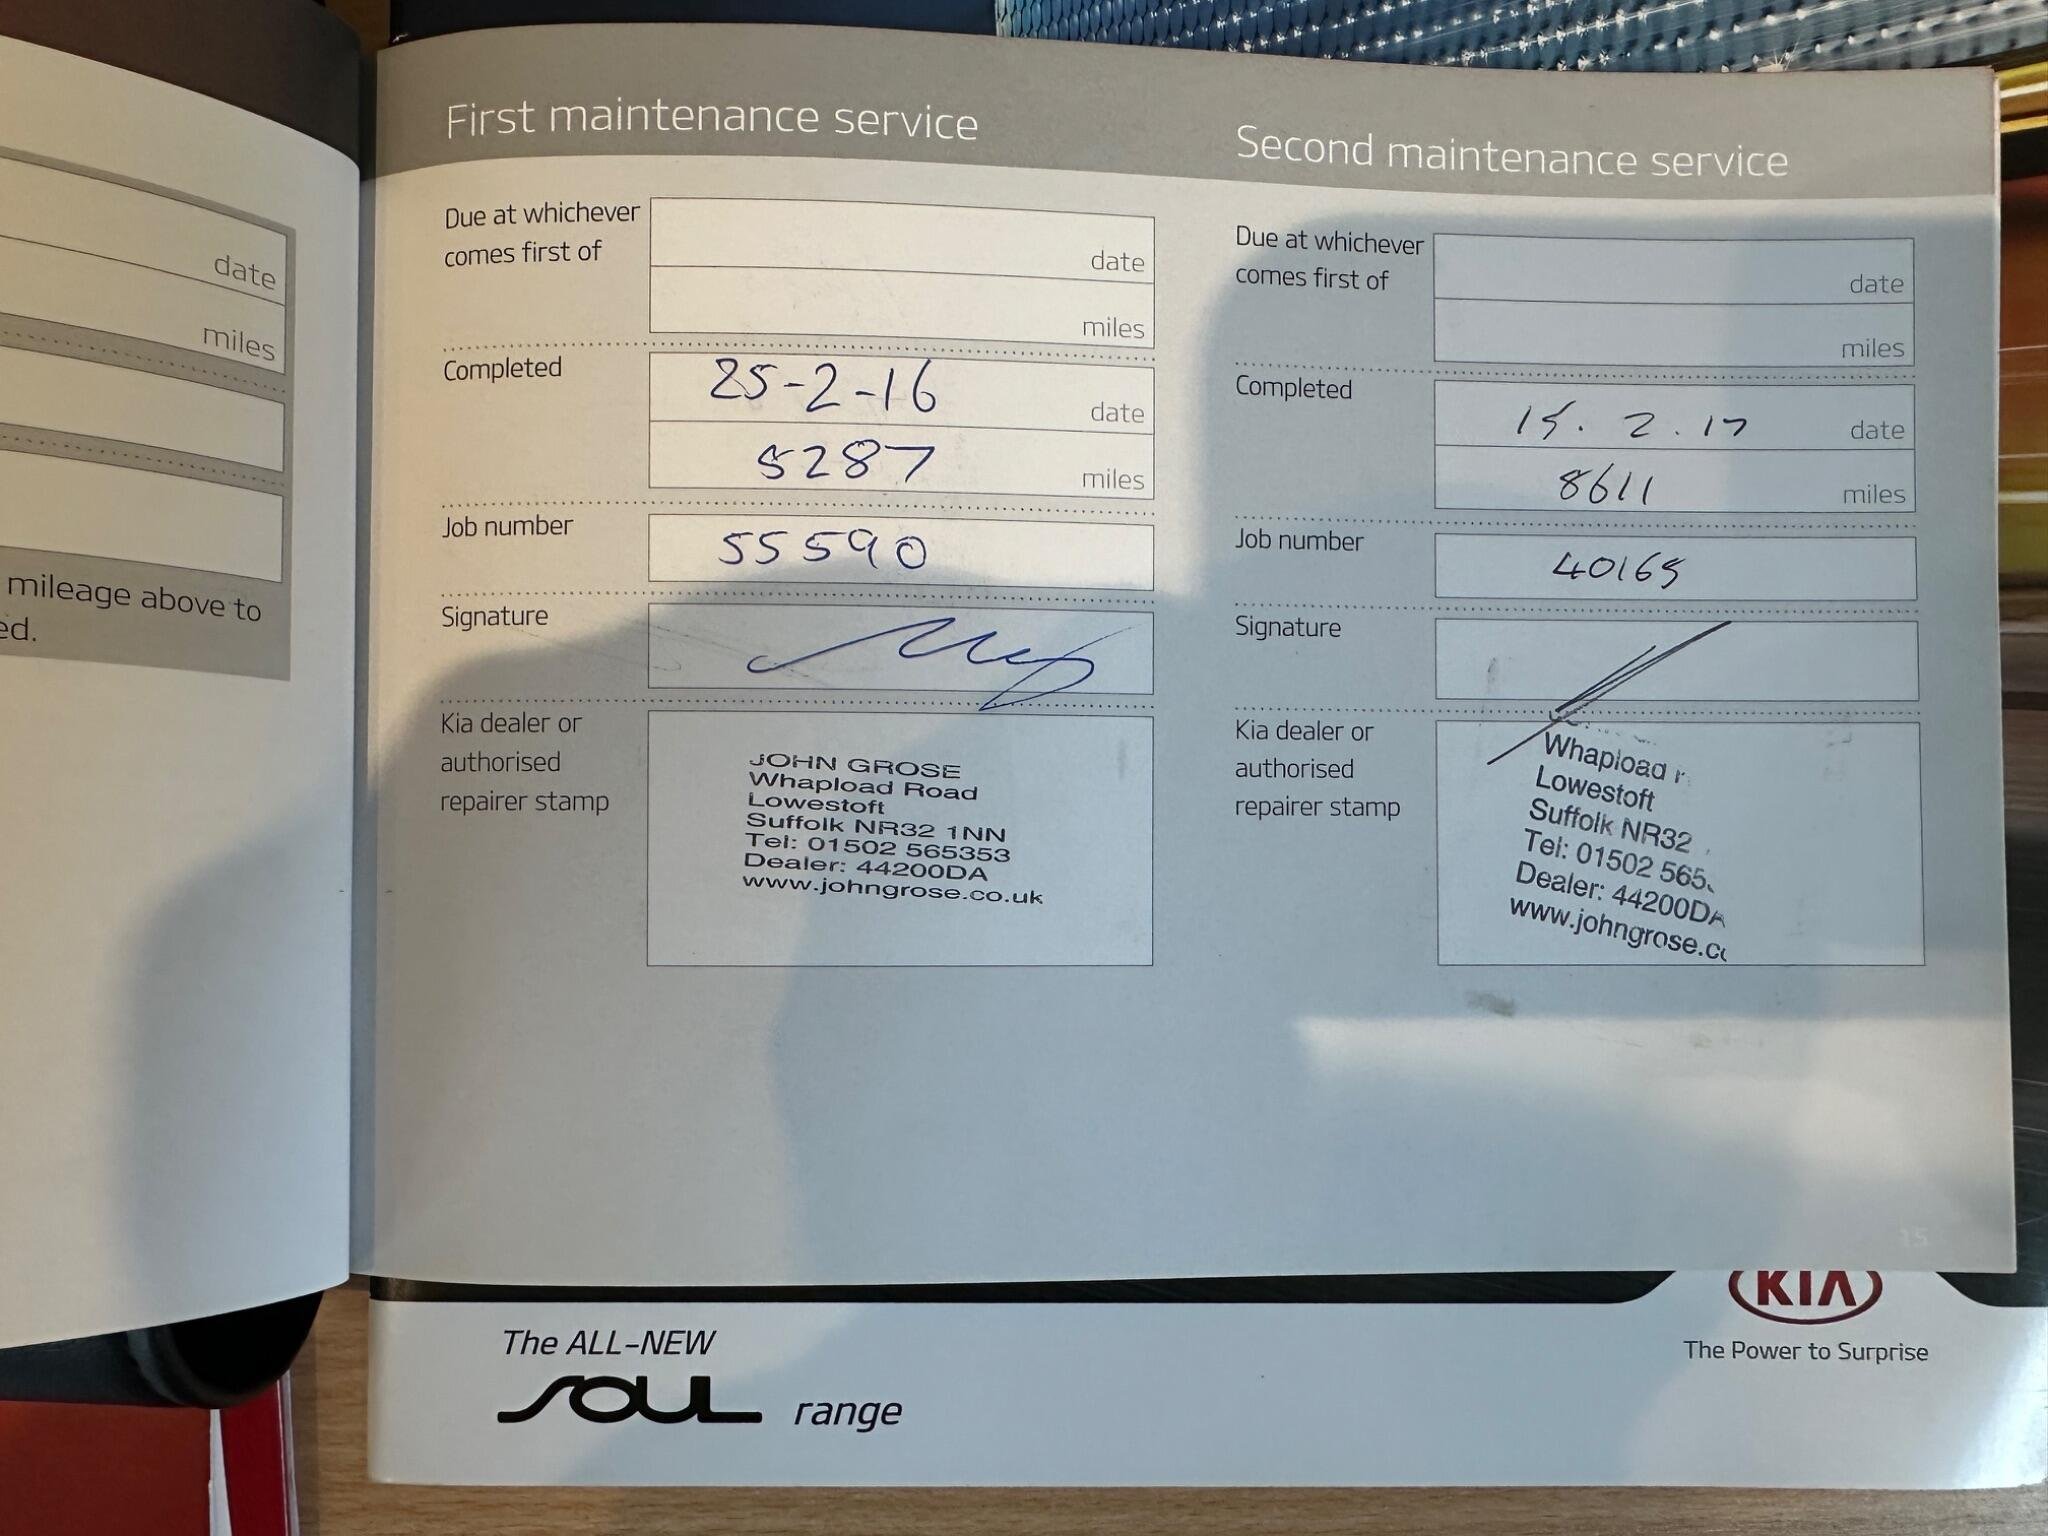 date
miles
mileage above to
ed.
First maintenance service
Due at whichever
comes first of
date
miles
Completed
25-2-16
date
5287
miles
Job number
55590
Signature
Kia dealer or
authorised
repairer stamp
JOHN GROSE
Whapload Road
Lowestoft
Suffolk NR32 1NN
Tel: 01502 565353
Dealer: 44200DA
www.johngrose.co.uk
Second maintenance service
Due at whichever
comes first of
date
miles
Completed
15. 2. 17
date
8611
miles
Job number
40165
Signature
Kia dealer or
authorised
repairer stamp
Whapload
Lowestoft
Suffolk NR32
Tel: 01502 565
Dealer: 44200DA
www.johngrose.co
15
KIA
The Power to Surprise
The ALL-NEW
SOUL range